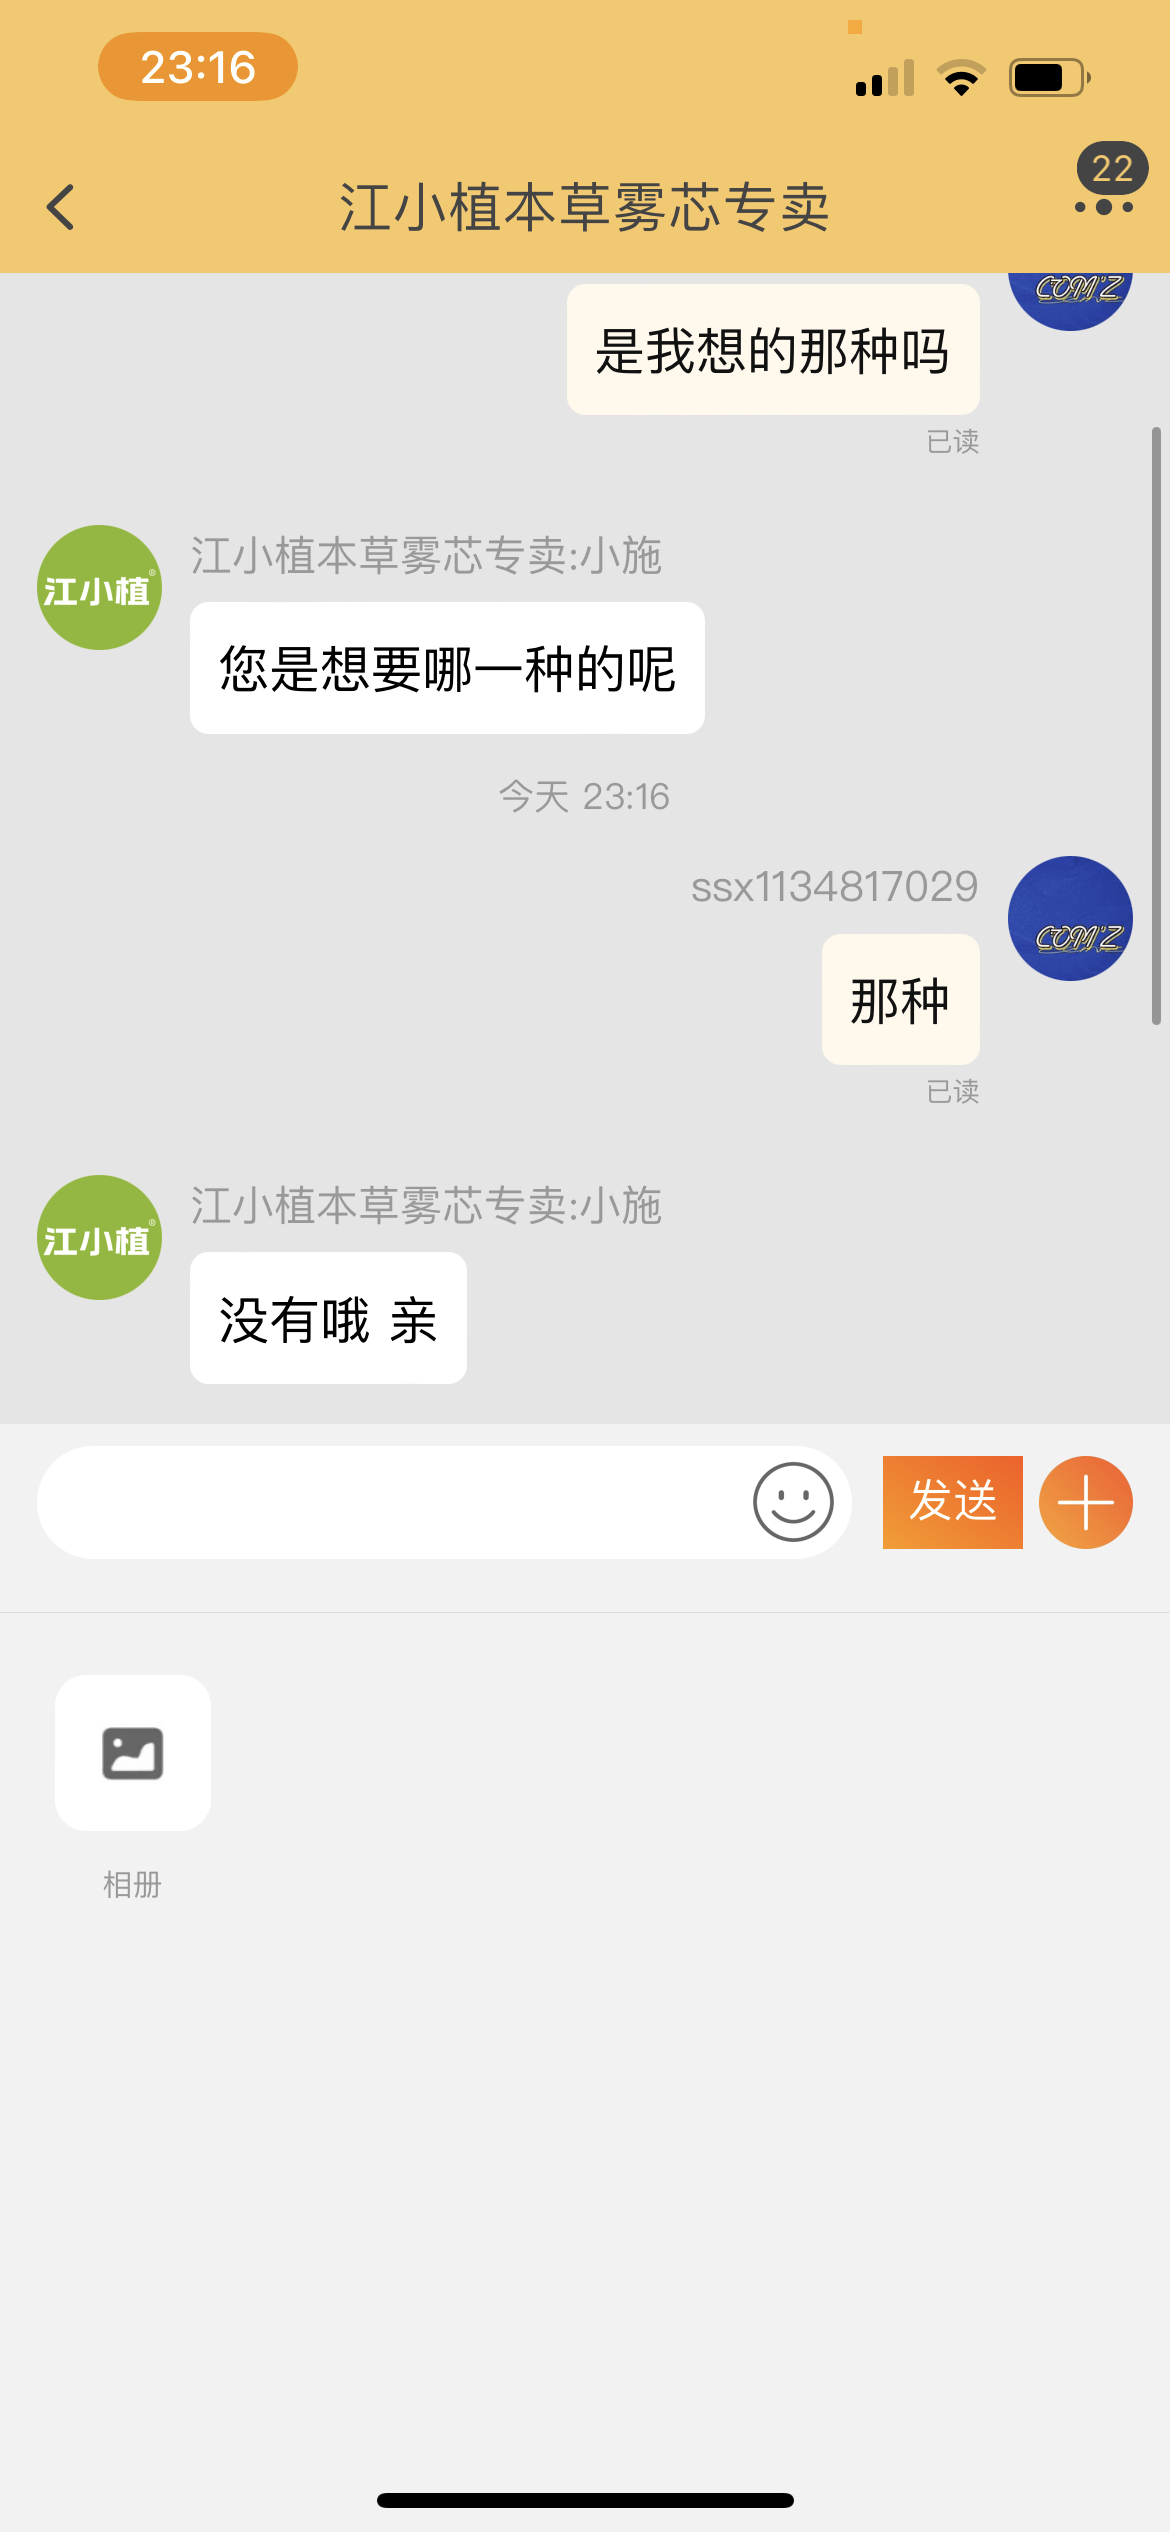 23:16
江小植本草雾芯专卖
22
COM'Z
是我想的那种吗
已读
江小植®
江小植本草雾芯专卖:小施
您是想要哪一种的呢
今天 23:16
ssx1134817029
COM'Z
那种
已读
江小植®
江小植本草雾芯专卖:小施
没有哦 亲
发送
相册